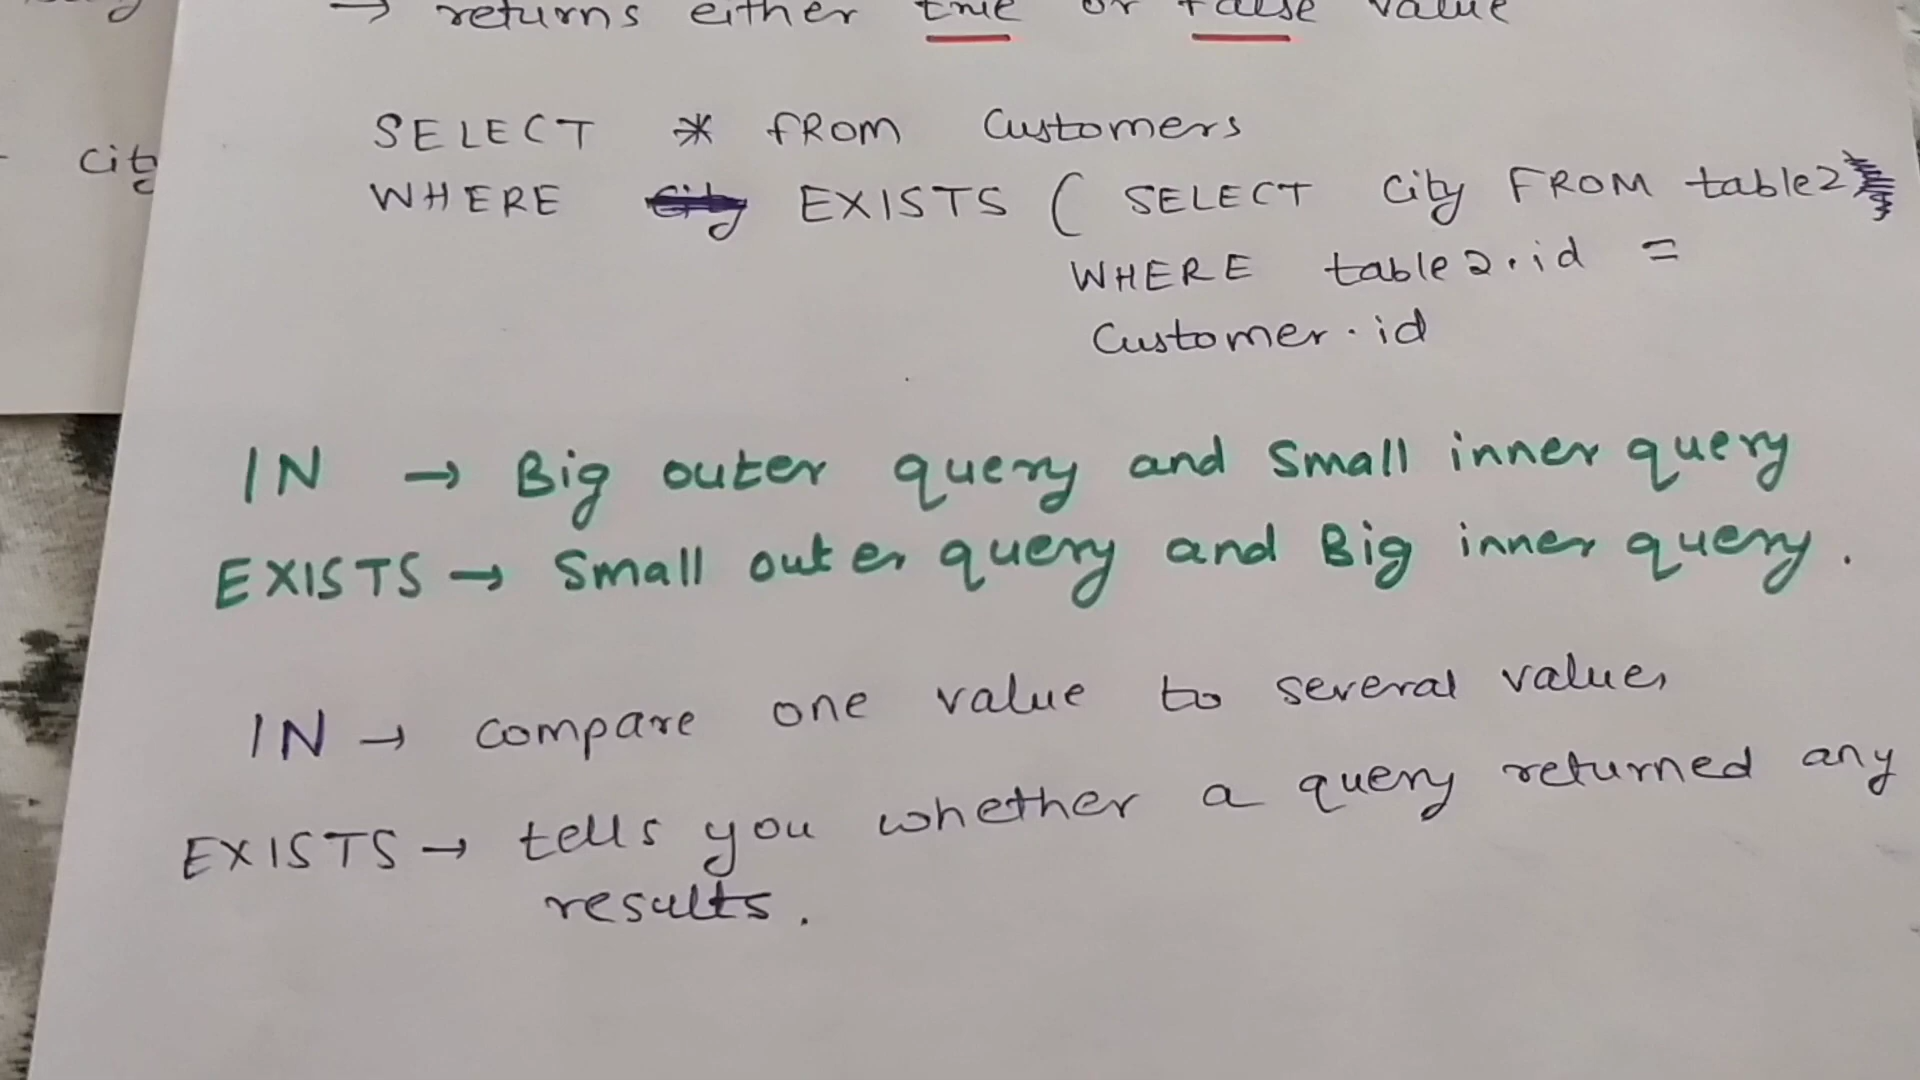 → returns either true or false value
SELECT * FROM Customers
city
WHERE EXISTS ( SELECT City FROM table2
WHERE table2.id =
Customer.id
IN → Big outer query and Small inner query
EXISTS → Small outer query and Big inner query.
IN → compare one value to several values
EXISTS → tells you whether a query returned any
results.